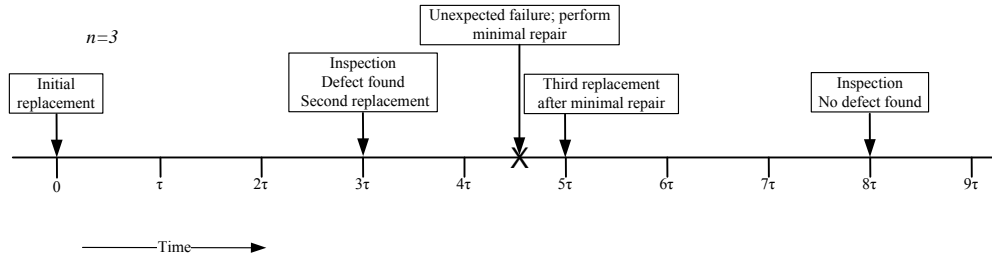 n=3
Unexpected failure; perform
minimal repair
Initial
replacement
Inspection
Defect found
Second replacement
Third replacement
after minimal repair
Inspection
No defect found
X
0
τ
2τ
3τ
4τ
5τ
6τ
7τ
8τ
9τ
Time